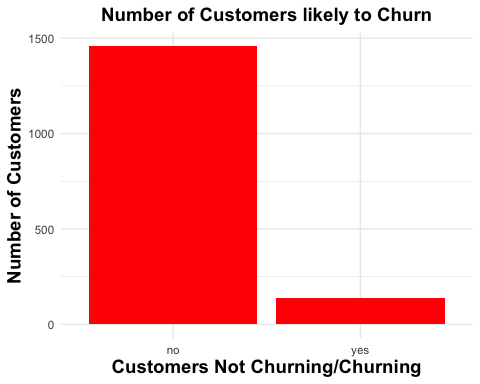 Number of Customers likely to Churn
Number of Customers
1500
1000
500
0
no yes
Customers Not Churning/Churning